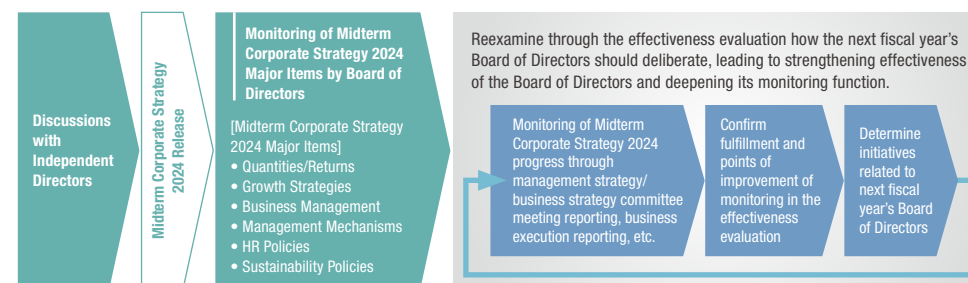 Discussions
with
Independent
Directors
Midterm Corporate Strategy
2024 Release
Monitoring of Midterm
Corporate Strategy 2024
Major Items by Board of
Directors
[Midterm Corporate Strategy
2024 Major Items]
• Quantities/Returns
• Growth Strategies
• Business Management
• Management Mechanisms
• HR Policies
• Sustainability Policies
Reexamine through the effectiveness evaluation how the next fiscal year’s
Board of Directors should deliberate, leading to strengthening effectiveness
of the Board of Directors and deepening its monitoring function.
Monitoring of Midterm
Corporate Strategy 2024
progress through
management strategy/
business strategy committee
meeting reporting, business
execution reporting, etc.
Confirm
fulfillment and
points of
improvement of
monitoring in the
effectiveness
evaluation
Determine
initiatives
related to
next fiscal
year’s Board
of Directors